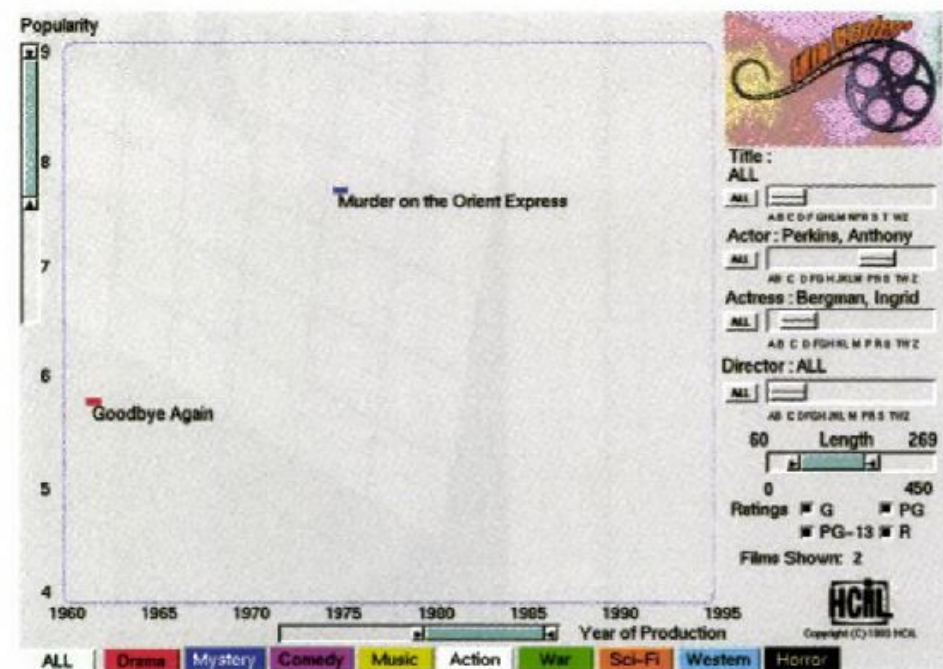 Popularity
9
8
7
6
5
4
Murder on the Orient Express
Goodbye Again
1960 1965 1970 1975 1980 1985 1990 1995
Year of Production
Title :
ALL
ALL
Actor : Perkins, Anthony
ALL
Actress : Bergman, Ingrid
ALL
Director : ALL
ALL
60 Length 269
0 450
Ratings G PG
PG-13 R
Films Shown: 2
HCIL
ALL Drama Mystery Comedy Music Action War Sci-Fi Western Horror